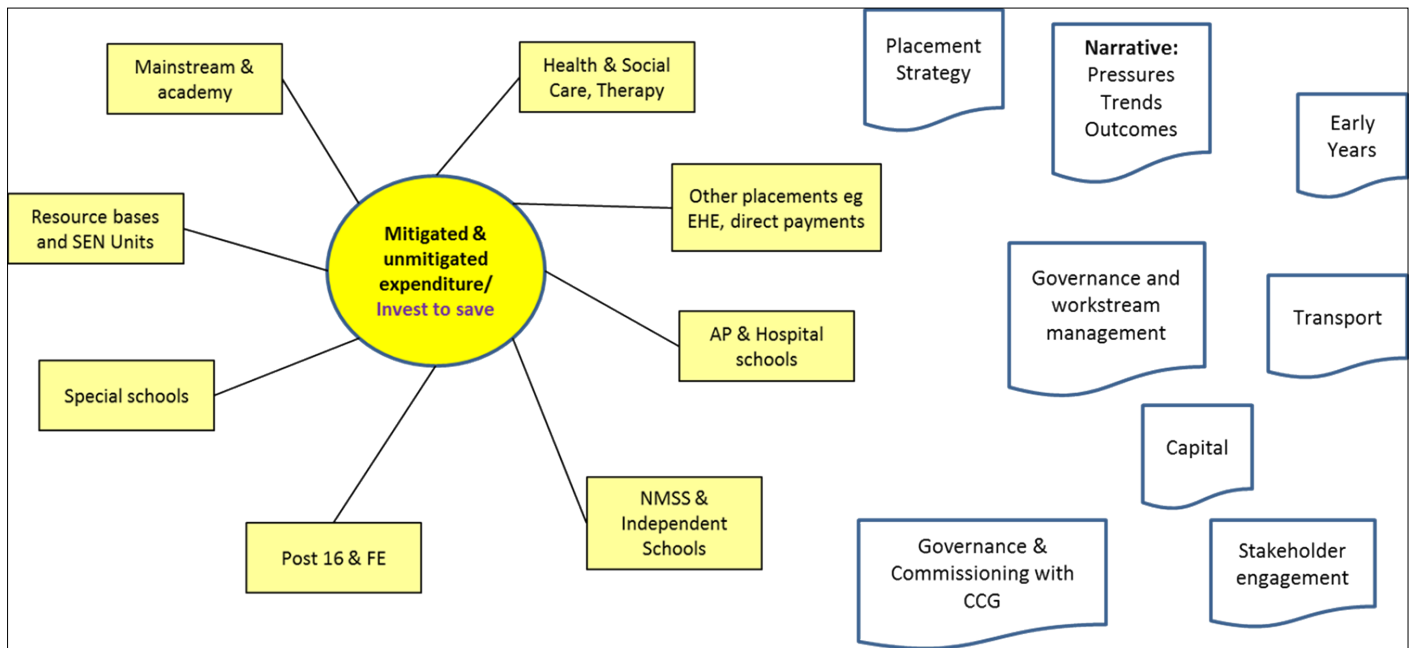 Mainstream &
academy
Health & Social
Care, Therapy
Resource bases
and SEN Units
Other placements eg
EHE, direct payments
Mitigated &
unmitigated
expenditure/
Invest to save
AP & Hospital
schools
Special schools
NMSS &
Independent
Schools
Post 16 & FE
Placement
Strategy
Narrative:
Pressures
Trends
Outcomes
Early
Years
Governance and
workstream
management
Transport
Capital
Governance &
Commissioning with
CCG
Stakeholder
engagement